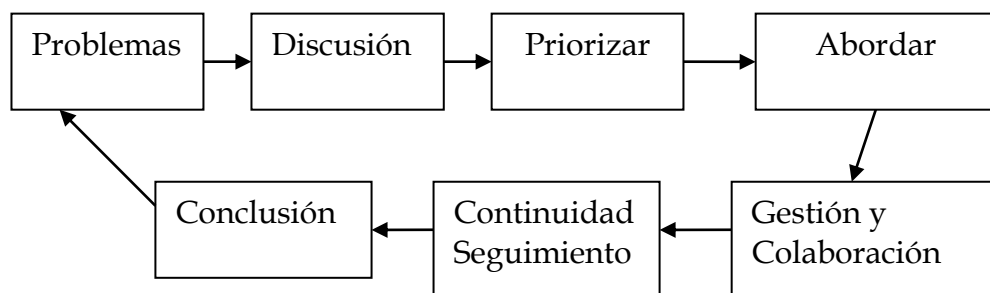 Problemas
Discusión
Priorizar
Abordar
Conclusión
Continuidad
Seguimiento
Gestión y
Colaboración